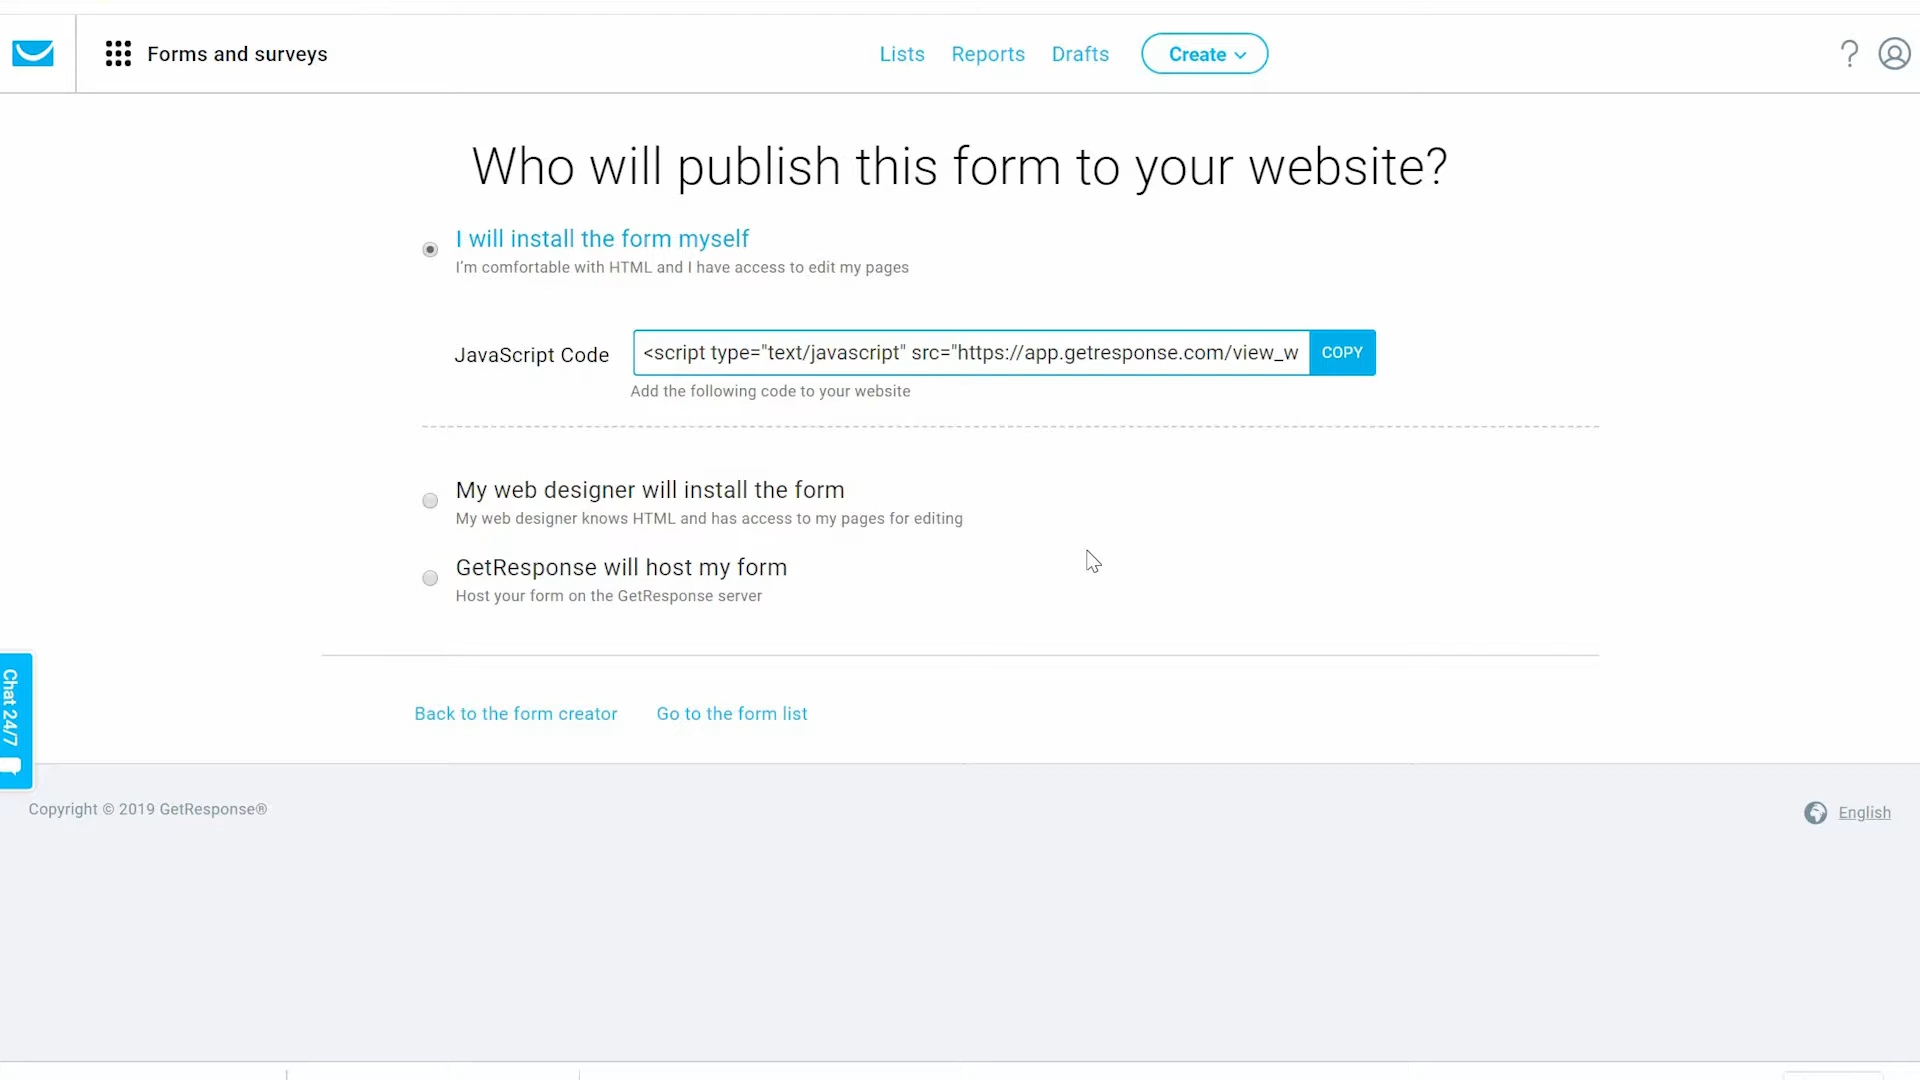 Forms and surveys
Lists
Reports
Drafts
Create
?
Who will publish this form to your website?
I will install the form myself
I'm comfortable with HTML and I have access to edit my pages
JavaScript Code
<script type="text/javascript" src="https://app.getresponse.com/view_w
COPY
Add the following code to your website
My web designer will install the form
My web designer knows HTML and has access to my pages for editing
GetResponse will host my form
Host your form on the GetResponse server
Back to the form creator
Go to the form list
Chat 24/7
Copyright © 2019 GetResponse®
English